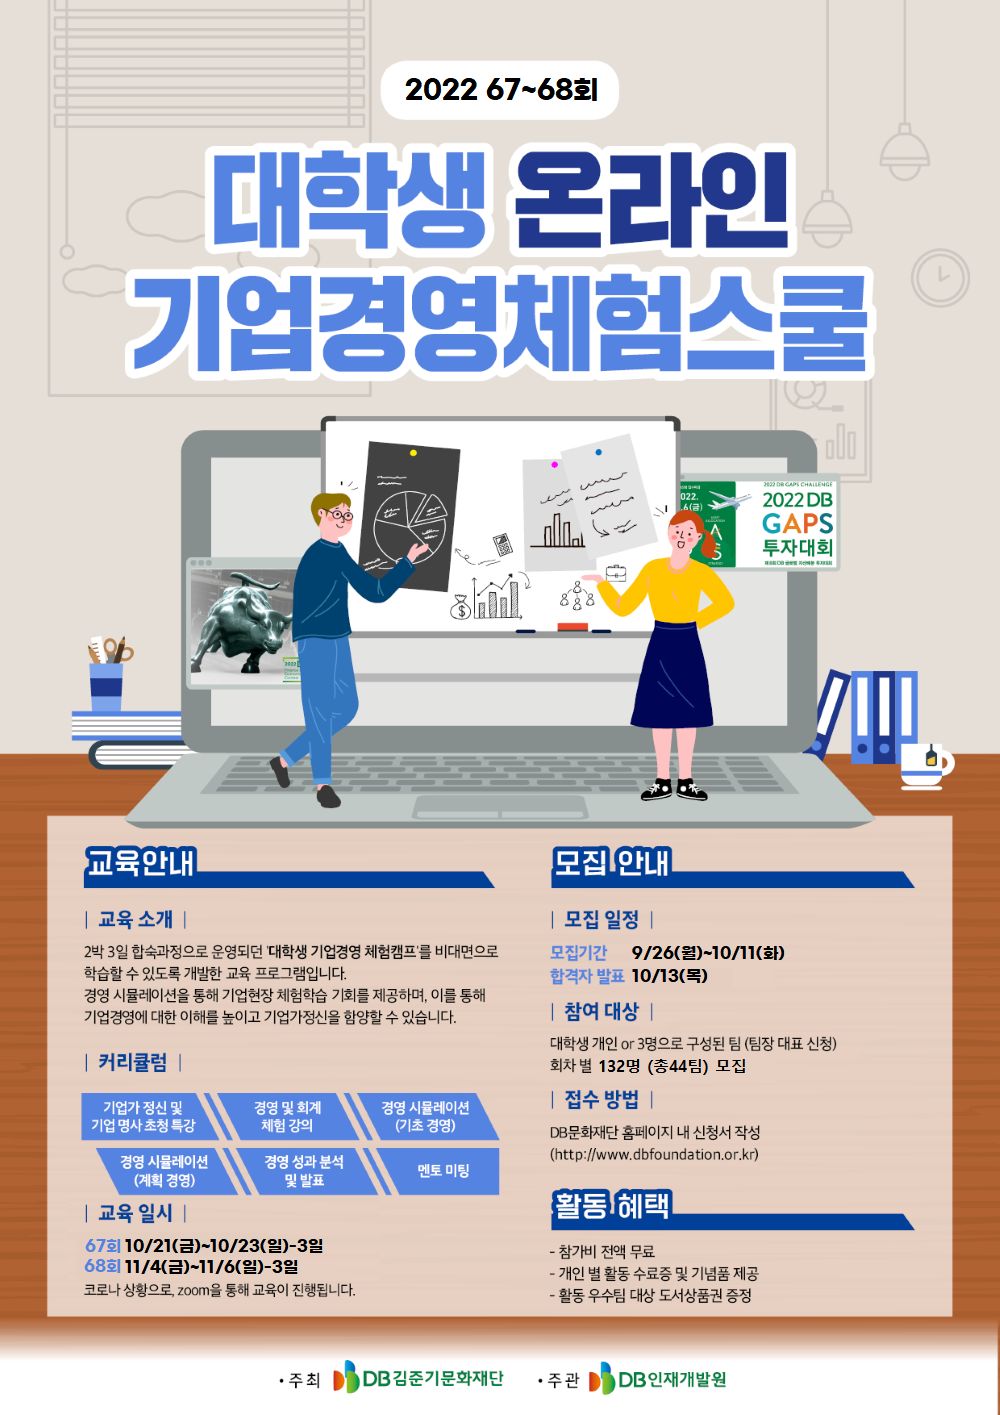 2022 67~68회
대학생 온라인
기업경영체험스쿨
2022 DB GAPS CHALLENGE
2022 DB
GAPS
투자대회
022.
.6(금)
교육안내
| 교육 소개 |
2박 3일 합숙과정으로 운영되던 '대학생 기업경영 체험캠프'를 비대면으로
학습할 수 있도록 개발한 교육 프로그램입니다.
경영 시뮬레이션을 통해 기업현장 체험학습 기회를 제공하며, 이를 통해
기업경영에 대한 이해를 높이고 기업가정신을 함양할 수 있습니다.
| 커리큘럼 |
기업가 정신 및
기업 명사 초청 특강
경영 및 회계
체험 강의
경영 시뮬레이션
(기초 경영)
경영 시뮬레이션
(계획 경영)
경영 성과 분석
및 발표
멘토 미팅
| 교육 일시 |
67회 10/21(금)~10/23(일)-3일
68회 11/4(금)~11/6(일)-3일
코로나 상황으로, zoom을 통해 교육이 진행됩니다.
모집 안내
| 모집 일정 |
모집기간 9/26(월)~10/11(화)
합격자 발표 10/13(목)
| 참여 대상 |
대학생 개인 or 3명으로 구성된 팀 (팀장 대표 신청)
회차 별 132명 (총44팀) 모집
| 접수 방법 |
DB문화재단 홈페이지 내 신청서 작성
(http://www.dbfoundation.or.kr)
활동 혜택
- 참가비 전액 무료
- 개인 별 활동 수료증 및 기념품 제공
- 활동 우수팀 대상 도서상품권 증정
• 주최 DB김준기문화재단
• 주관 DB인재개발원